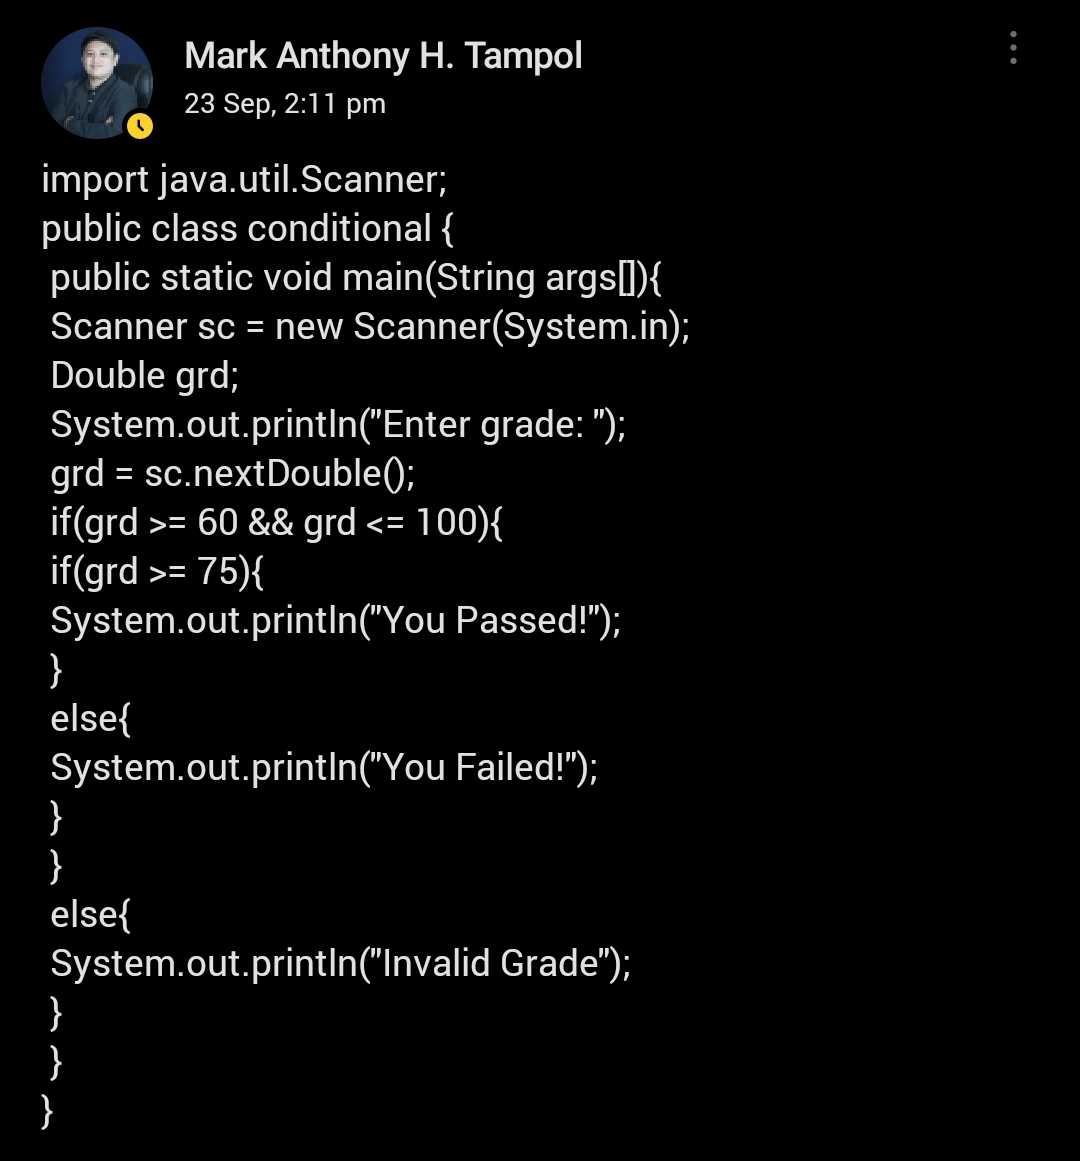 Mark Anthony H. Tampol
23 Sep, 2:11 pm
import java.util.Scanner;
public class conditional {
public static void main(String args[]){
Scanner sc = new Scanner(System.in);
Double grd;
System.out.println("Enter grade: ");
grd = sc.nextDouble();
if(grd >= 60 && grd <= 100){
if(grd >= 75){
System.out.println("You Passed!");
}
else{
System.out.println("You Failed!");
}
}
else{
System.out.println("Invalid Grade");
}
}
}